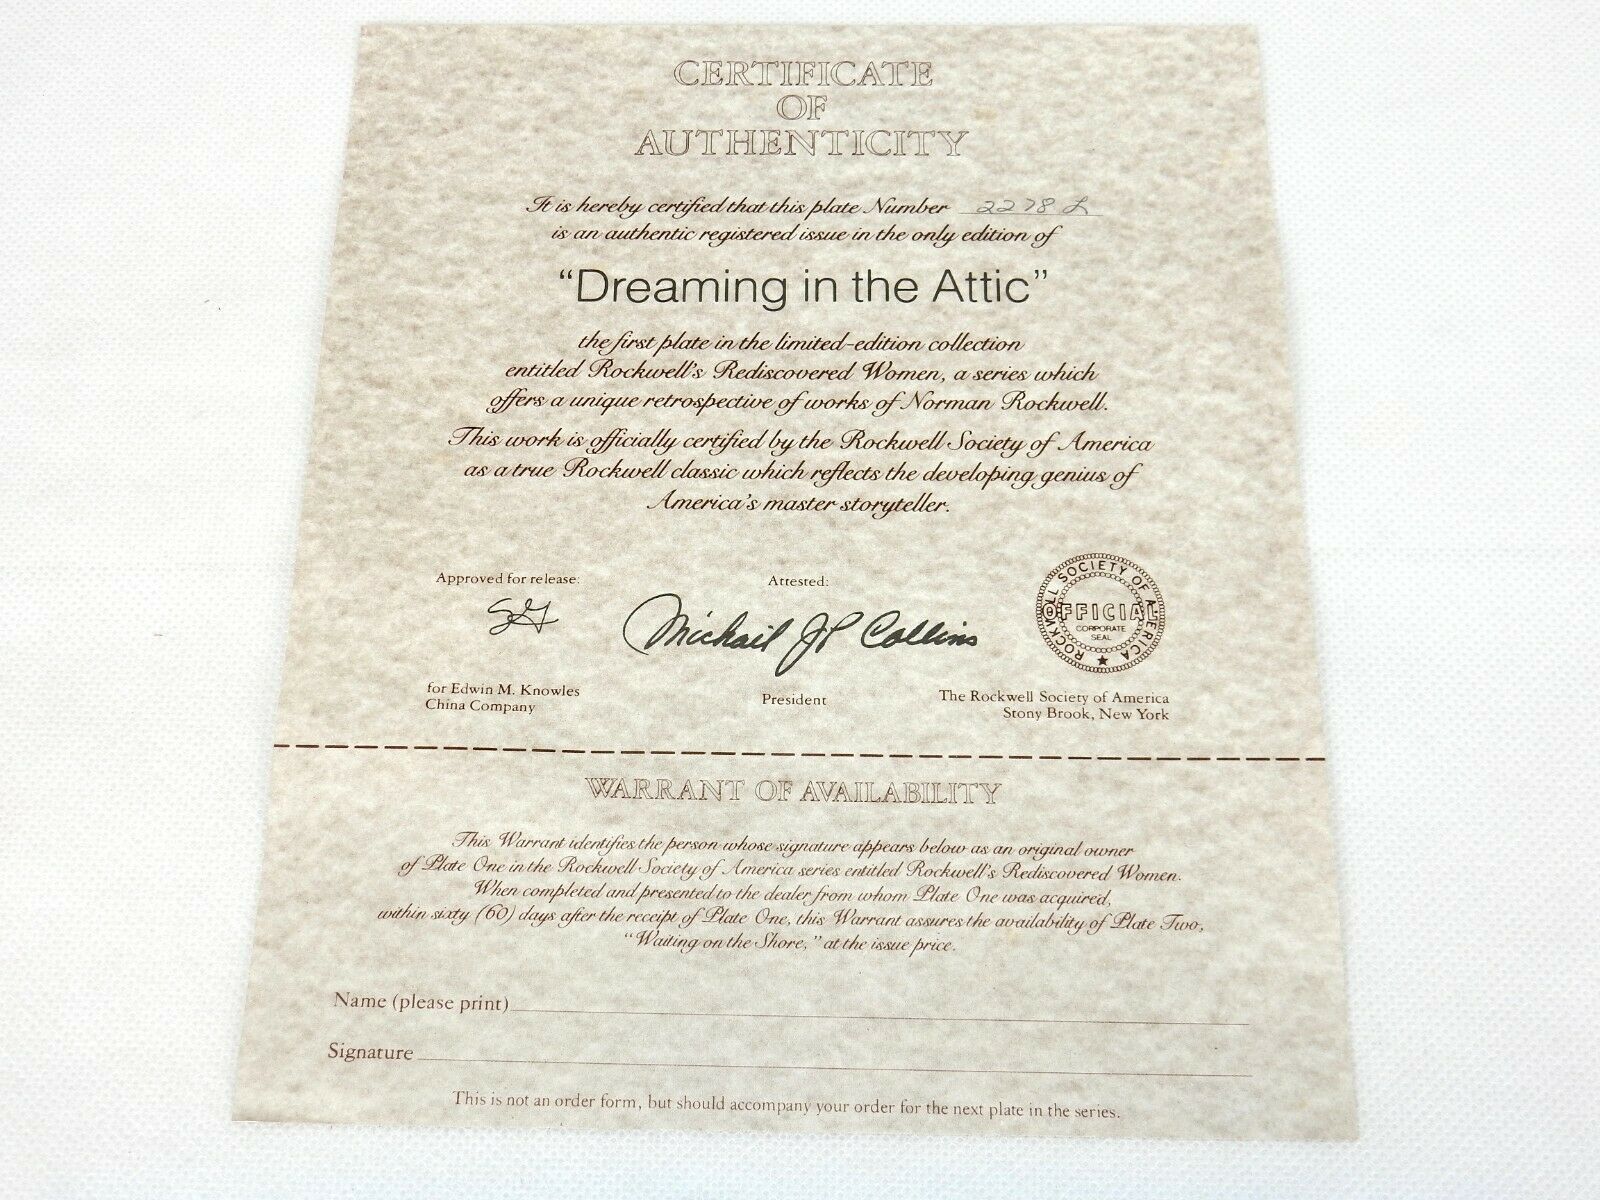 CERTIFICATE
OF
AUTHENTICITY
It is hereby certified that this plate Number 2278 L
is an authentic registered issue in the only edition of
“Dreaming in the Attic”
the first plate in the limited-edition collection
entitled Rockwell's Rediscovered Women, a series which
offers a unique retrospective of works of Norman Rockwell.
This work is officially certified by the Rockwell Society of America
as a true Rockwell classic which reflects the developing genius of
America's master storyteller.
Approved for release:
Attested:
Michail JP Collins
ROCKWELL SOCIETY OF AMERICA
OFFICIAL
CORPORATE
SEAL
for Edwin M. Knowles
China Company
President
The Rockwell Society of America
Stony Brook, New York
WARRANT OF AVAILABILITY
This Warrant identifies the person whose signature appears below as an original owner
of Plate One in the Rockwell Society of America series entitled Rockwell's Rediscovered Women.
When completed and presented to the dealer from whom Plate One was acquired,
within sixty (60) days after the receipt of Plate One, this Warrant assures the availability of Plate Two,
“Waiting on the Shore,” at the issue price.
Name (please print)
Signature
This is not an order form, but should accompany your order for the next plate in the series.